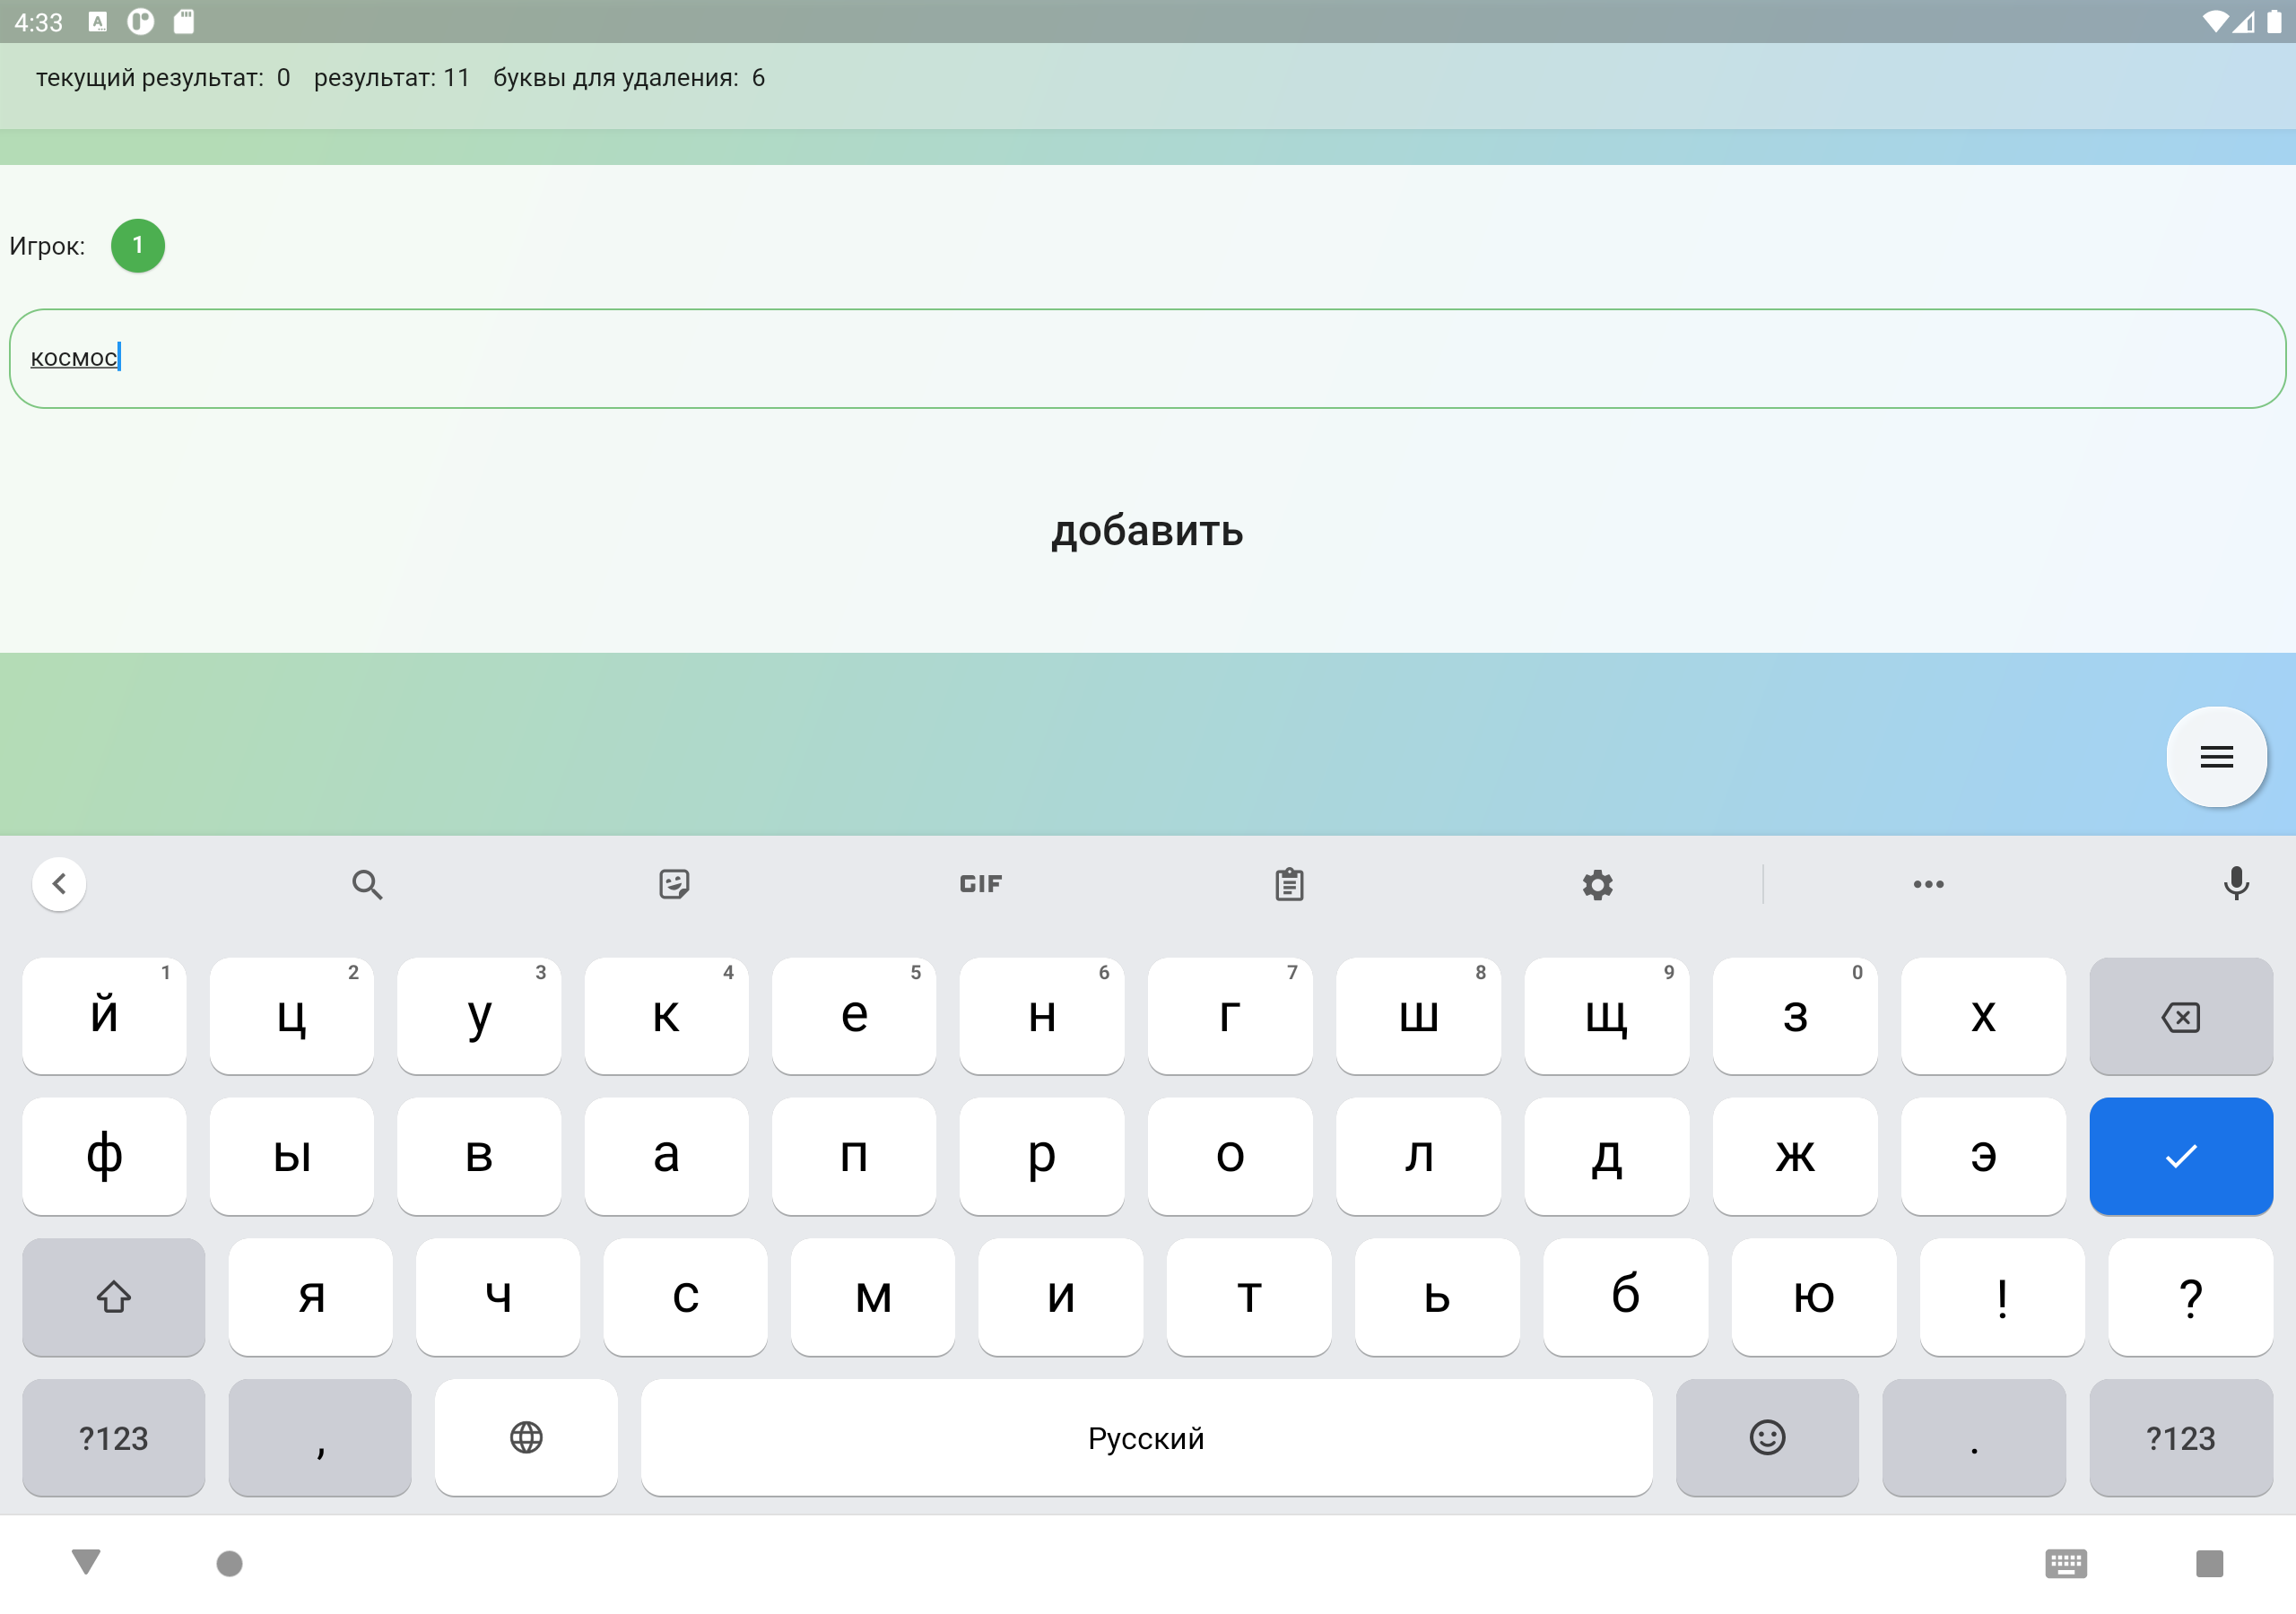 4:33
текущий результат: 0 результат: 11 буквы для удаления: 6
Игрок: 1
космос
добавить
GIF
й 1 ц 2 у 3 к 4 е 5 н 6 г 7 ш 8 щ 9 з 0 х
ф ы в а п р о л д ж э
я ч с м и т ь б ю ! ?
?123 , Русский . ?123